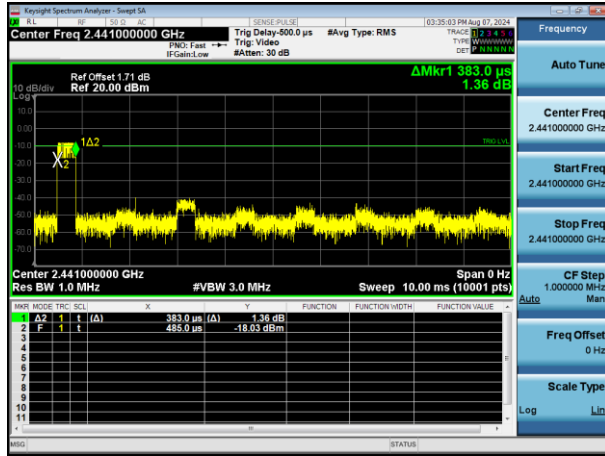 Keysight Spectrum Analyzer - Swept SA
RL RF 50 Ω AC SENSE:PULSE 03:35:03 PM Aug 07, 2024
Center Freq 2.441000000 GHz
PNO: Fast
IFGain:Low
Trig Delay-500.0 µs
Trig: Video
#Atten: 30 dB
#Avg Type: RMS
TRACE 1 2 3 4 5 6
TYPE WWWWWW
DET P N N N N N
Ref Offset 1.71 dB
10 dB/div Ref 20.00 dBm
ΔMkr1 383.0 µs
1.36 dB
Log
10.0
0.00
-10.0
-20.0
-30.0
-40.0
-50.0
-60.0
-70.0
1Δ2
2
TRIG LVL
Center 2.441000000 GHz Span 0 Hz
Res BW 1.0 MHz #VBW 3.0 MHz Sweep 10.00 ms (10001 pts)
MKR MODE TRC SCL X Y FUNCTION FUNCTION WIDTH FUNCTION VALUE
1 Δ2 1 t (Δ) 383.0 µs (Δ) 1.36 dB
2 F 1 t 485.0 µs -18.03 dBm
3
4
5
6
7
8
9
10
11
MSG STATUS
Frequency
Auto Tune
Center Freq
2.441000000 GHz
Start Freq
2.441000000 GHz
Stop Freq
2.441000000 GHz
CF Step
1.000000 MHz
Auto Man
Freq Offset
0 Hz
Scale Type
Log Lin